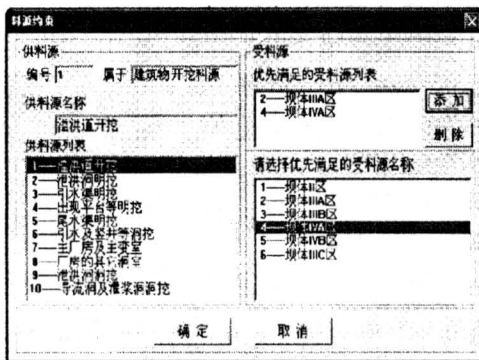 料源约束
供料源
编号 1 属于 建筑物开挖料源
供料源名称
溢洪道开挖
供料源列表
1—溢洪道开挖
2—泄洪洞明挖
3—引水渠明挖
4—出现平台等明挖
5—尾水渠明挖
6—引水及竖井等洞挖
7—主厂房及主变室
8—厂房的其它洞室
9—泄洪洞洞挖
10—导流洞及灌浆洞洞挖
受料源
优先满足的受料源列表
2—坝体IIIA区
4—坝体IVA区
添加
删除
请选择优先满足的受料源名称
1—坝体II区
2—坝体IIIA区
3—坝体IIIB区
4—坝体IVA区
5—坝体IVB区
6—坝体IIIC区
确定
取消